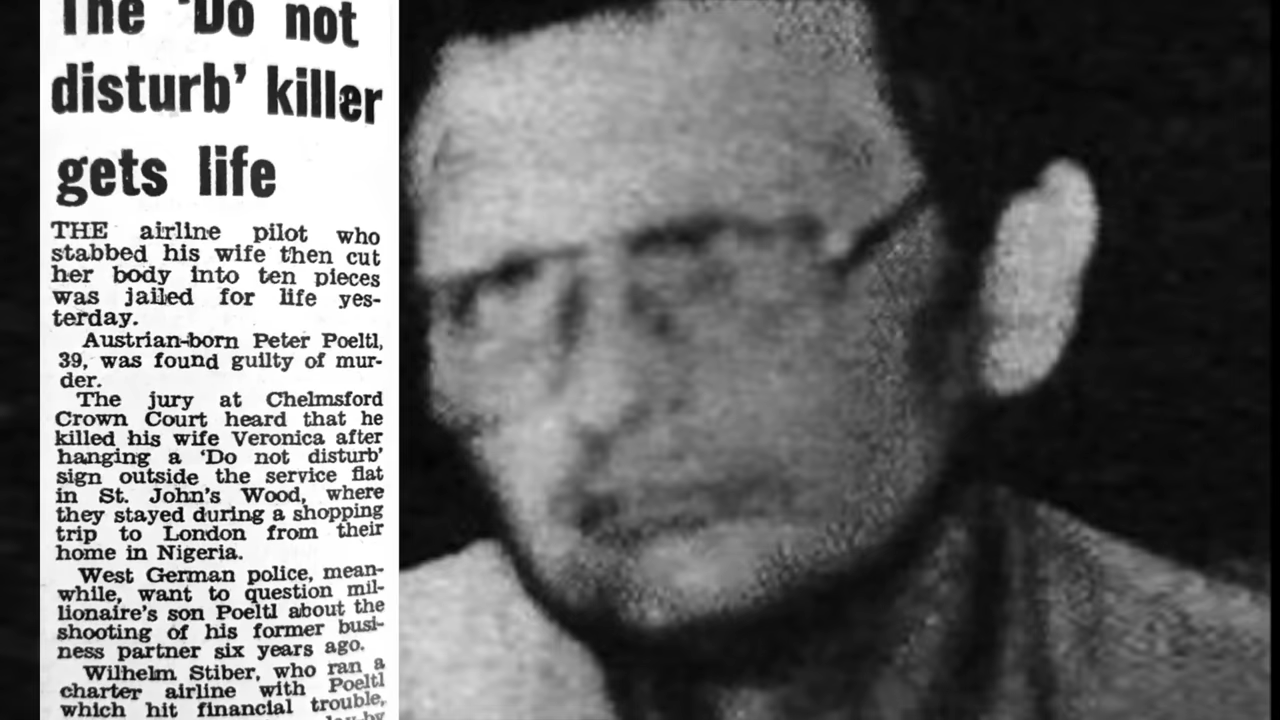 The 'Do not
disturb' killer
gets life
THE airline pilot who
stabbed his wife then cut
her body into ten pieces
was jailed for life yes-
terday.
Austrian-born Peter Poeltl,
39, was found guilty of mur-
der.
The jury at Chelmsford
Crown Court heard that he
killed his wife Veronica after
hanging a 'Do not disturb'
sign outside the service flat
in St. John's Wood, where
they stayed during a shopping
trip to London from their
home in Nigeria.
West German police, mean-
while, want to question mil-
lionaire's son Poeltl about the
shooting of his former busi-
ness partner six years ago.
Wilhelm Stiber, who ran a
charter airline with Poeltl
which hit financial trouble,